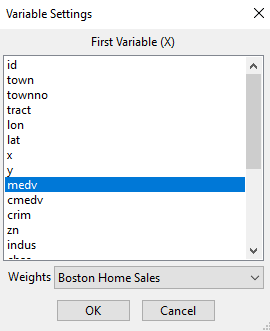 Variable Settings
First Variable (X)
id
town
townno
tract
lon
lat
x
y
medv
cmedv
crim
zn
indus
chas
Weights
Boston Home Sales
OK
Cancel